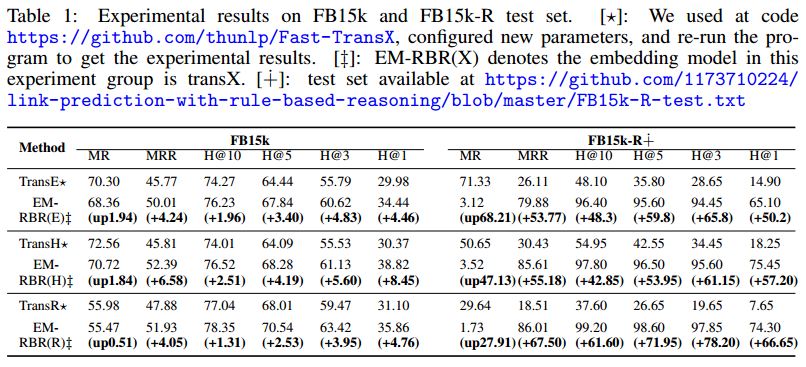 Table 1: Experimental results on FB15k and FB15k-R test set. [⋆]: We used at code
https://github.com/thunlp/Fast-TransX, configured new parameters, and re-run the pro-
gram to get the experimental results. [‡]: EM-RBR(X) denotes the embedding model in this
experiment group is transX. [∔]: test set available at https://github.com/1173710224/
link-prediction-with-rule-based-reasoning/blob/master/FB15k-R-test.txt
Method FB15k FB15k-R∔
MR MRR H@10 H@5 H@3 H@1 MR MRR H@10 H@5 H@3 H@1
TransE⋆ 70.30 45.77 74.27 64.44 55.79 29.98 71.33 26.11 48.10 35.80 28.65 14.90
EM- 68.36 50.01 76.23 67.84 60.62 34.44 3.12 79.88 96.40 95.60 94.45 65.10
RBR(E)‡ (up1.94) (+4.24) (+1.96) (+3.40) (+4.83) (+4.46) (up68.21) (+53.77) (+48.3) (+59.8) (+65.8) (+50.2)
TransH⋆ 72.56 45.81 74.01 64.09 55.53 30.37 50.65 30.43 54.95 42.55 34.45 18.25
EM- 70.72 52.39 76.52 68.28 61.13 38.82 3.52 85.61 97.80 96.50 95.60 75.45
RBR(H)‡ (up1.84) (+6.58) (+2.51) (+4.19) (+5.60) (+8.45) (up47.13) (+55.18) (+42.85) (+53.95) (+61.15) (+57.20)
TransR⋆ 55.98 47.88 77.04 68.01 59.47 31.10 29.64 18.51 37.60 26.65 19.65 7.65
EM- 55.47 51.93 78.35 70.54 63.42 35.86 1.73 86.01 99.20 98.60 97.85 74.30
RBR(R)‡ (up0.51) (+4.05) (+1.31) (+2.53) (+3.95) (+4.76) (up27.91) (+67.50) (+61.60) (+71.95) (+78.20) (+66.65)